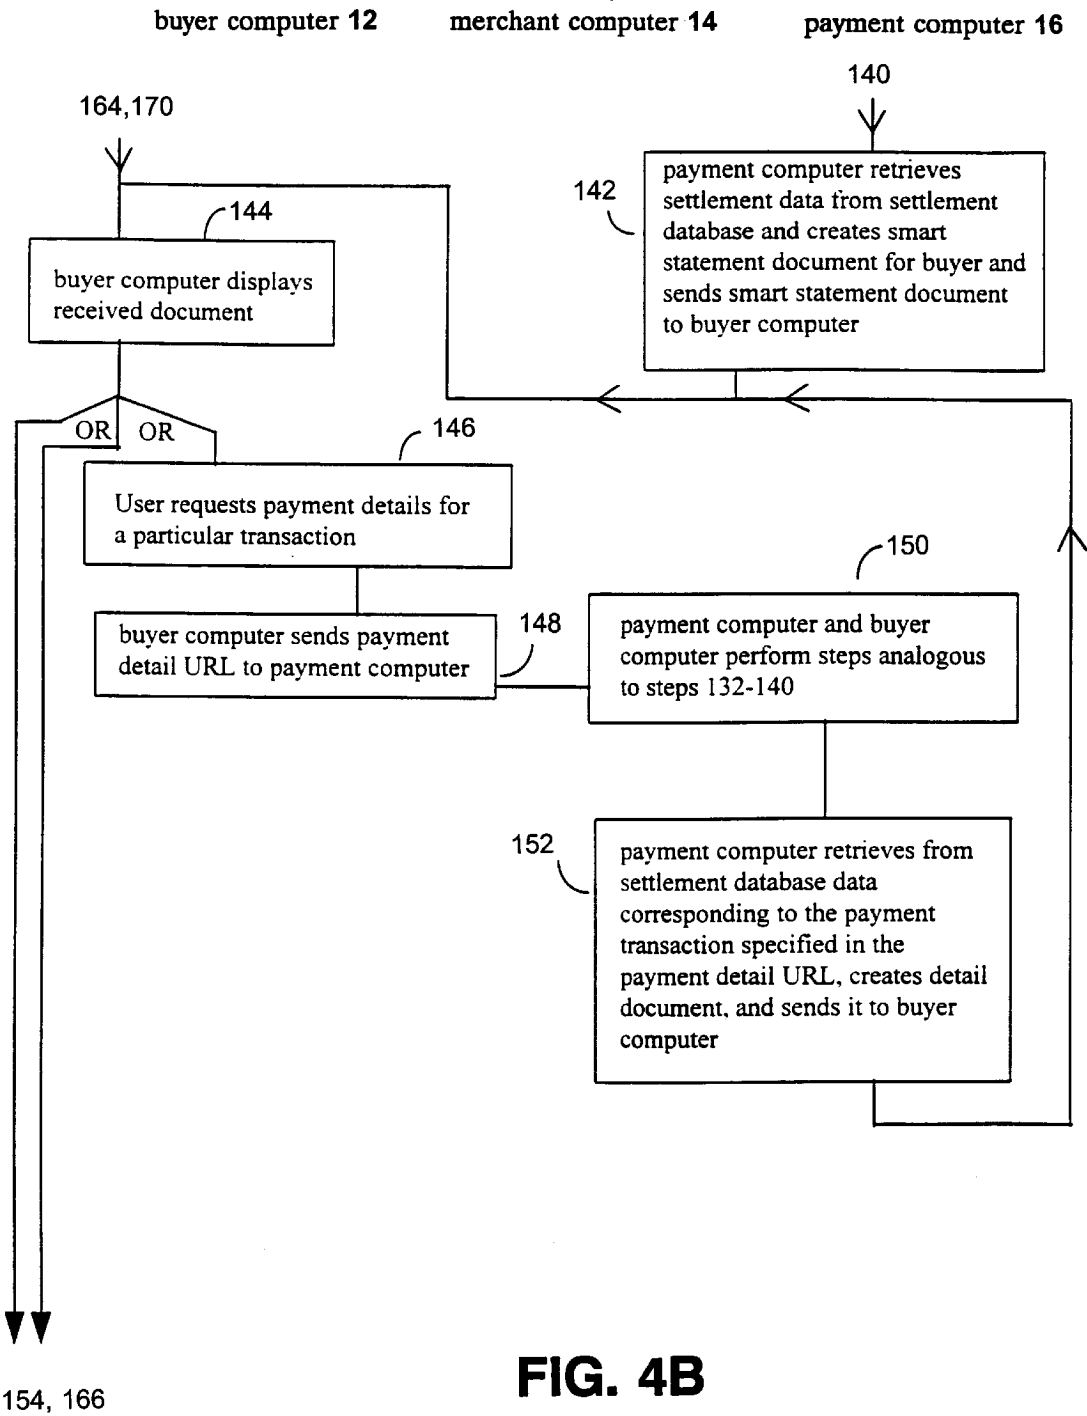 buyer computer 12 merchant computer 14 payment computer 16
140
164,170
142
payment computer retrieves
settlement data from settlement
database and creates smart
statement document for buyer and
sends smart statement document
to buyer computer
144
buyer computer displays
received document
OR OR
146
User requests payment details for
a particular transaction
148
buyer computer sends payment
detail URL to payment computer
150
payment computer and buyer
computer perform steps analogous
to steps 132-140
152
payment computer retrieves from
settlement database data
corresponding to the payment
transaction specified in the
payment detail URL, creates detail
document, and sends it to buyer
computer
154, 166
FIG. 4B